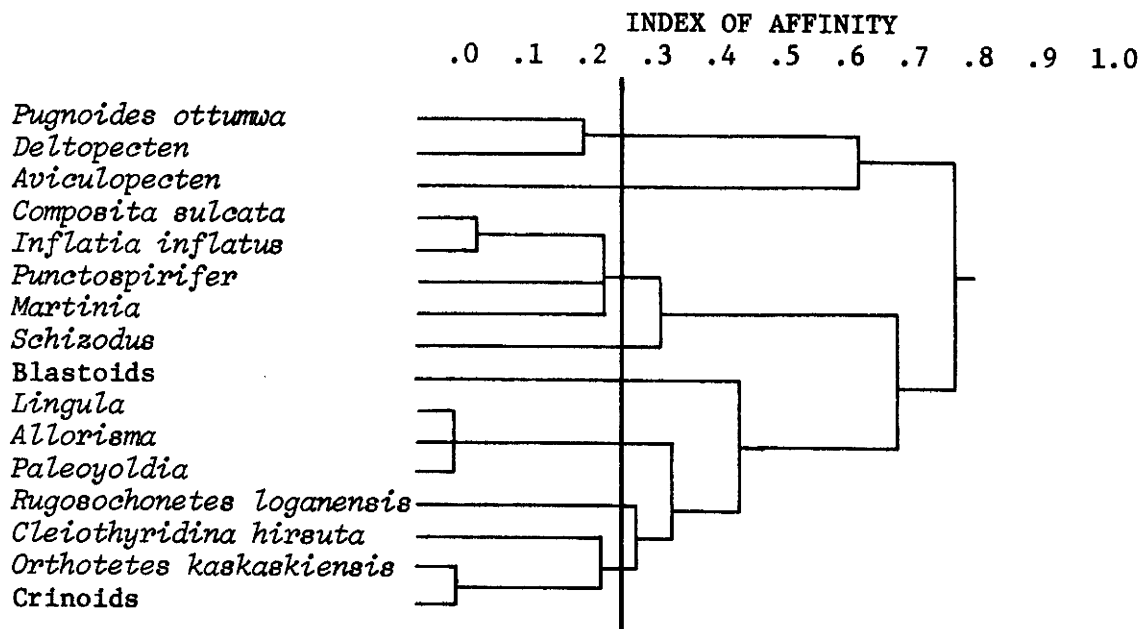 INDEX OF AFFINITY
.0 .1 .2 .3 .4 .5 .6 .7 .8 .9 1.0
Pugnoides ottumwa
Deltopecten
Aviculopecten
Composita sulcata
Inflatia inflatus
Punctospirifer
Martinia
Schizodus
Blastoids
Lingula
Allorisma
Paleoyoldia
Rugosochonetes loganensis
Cleiothyridina hirsuta
Orthotetes kaskaskiensis
Crinoids